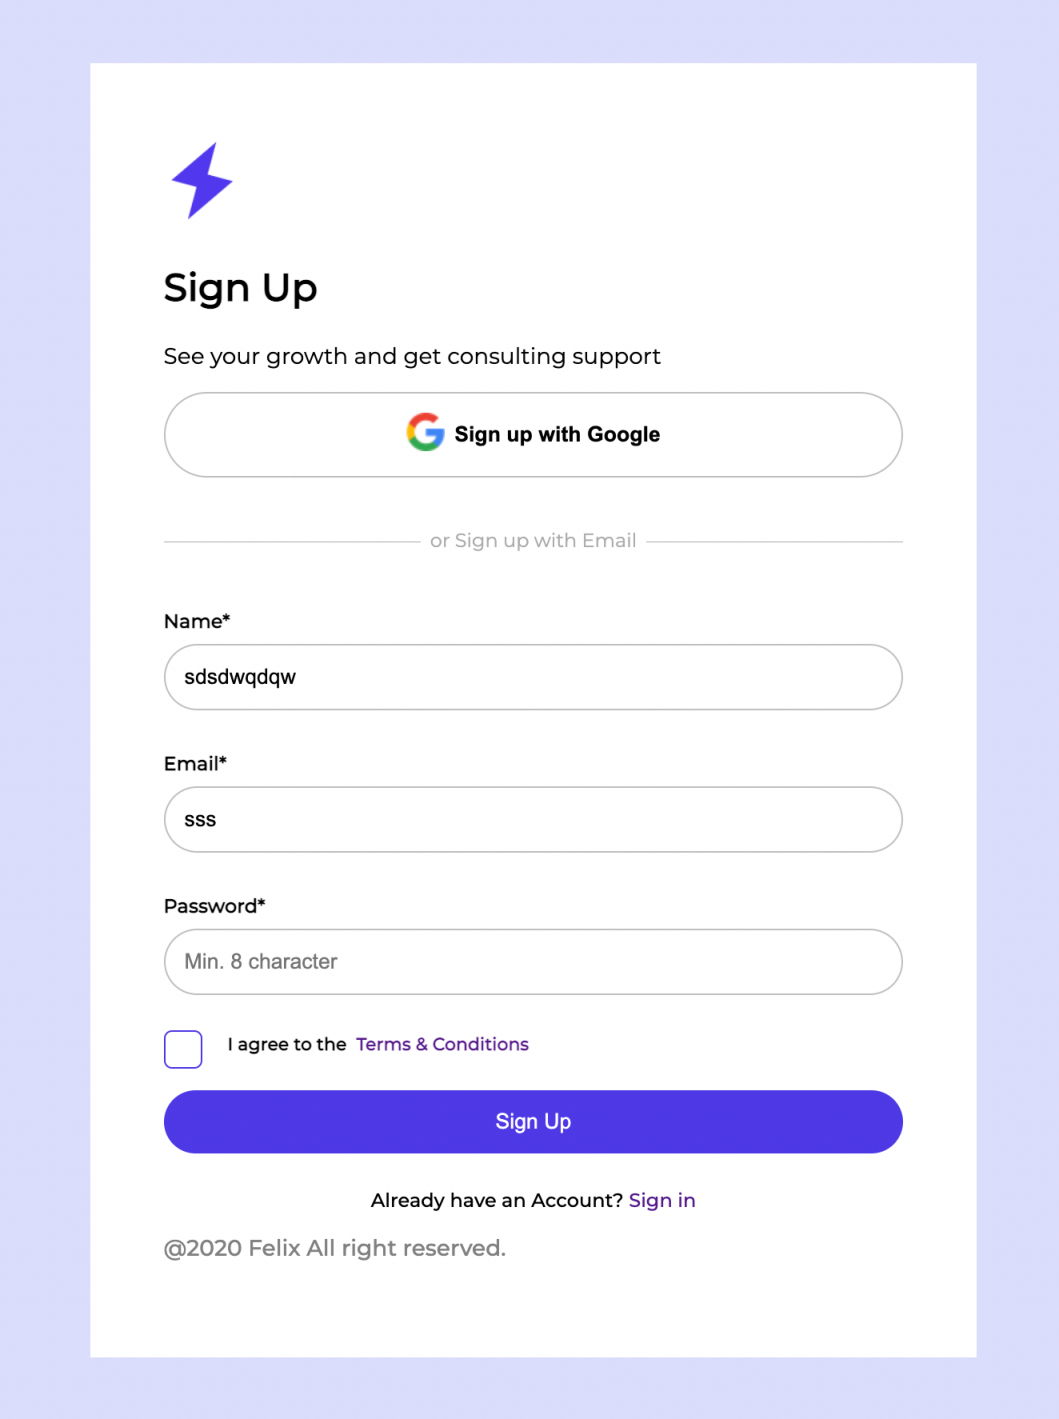 Sign Up
See your growth and get consulting support
Sign up with Google
or Sign up with Email
Name*
sdsdwqdqw
Email*
sss
Password*
Min. 8 character
I agree to the Terms & Conditions
Sign Up
Already have an Account? Sign in
@2020 Felix All right reserved.